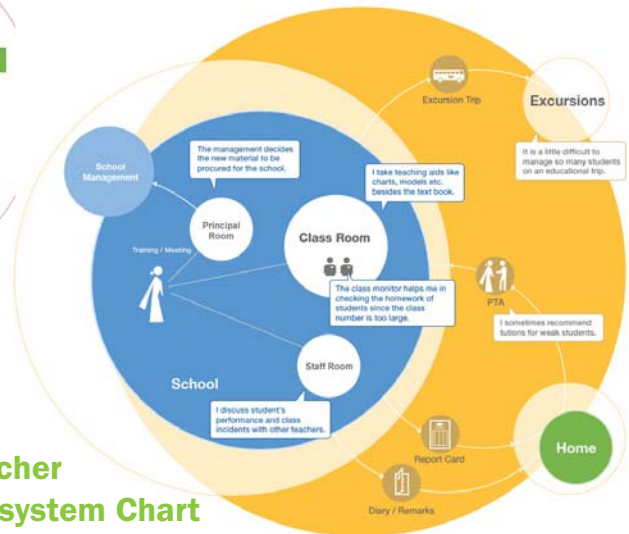 Excursion Trip
Excursions
It is a little difficult to
manage so many students
on an educational trip.
School
Management
The management decides
the new material to be
procured for the school.
I take teaching aids like
charts, models etc.
besides the text book.
Principal
Room
Class Room
Training / Meeting
The class monitor helps me in
checking the homework of
students since the class
number is too large.
PTA
I sometimes recommend
tutions for weak students.
Staff Room
School
I discuss student's
performance and class
incidents with other teachers.
Report Card
Home
Diary / Remarks
cher
system Chart